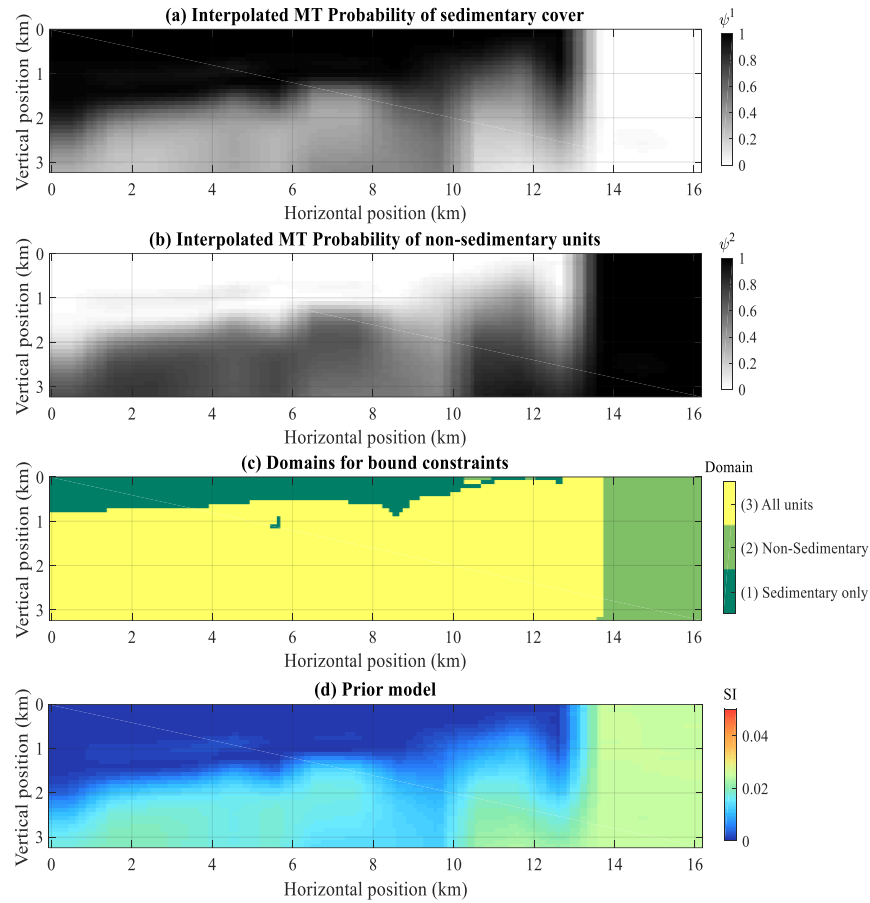 (a) Interpolated MT Probability of sedimentary cover
ψ¹
Vertical position (km)
0
1
2
3
0 2 4 6 8 10 12 14 16
Horizontal position (km)
1
0.8
0.6
0.4
0.2
0
(b) Interpolated MT Probability of non-sedimentary units
ψ²
Vertical position (km)
0
1
2
3
0 2 4 6 8 10 12 14 16
Horizontal position (km)
1
0.8
0.6
0.4
0.2
0
(c) Domains for bound constraints
Domain
Vertical position (km)
0
1
2
3
0 2 4 6 8 10 12 14 16
Horizontal position (km)
(3) All units
(2) Non-Sedimentary
(1) Sedimentary only
(d) Prior model
SI
Vertical position (km)
0
1
2
3
0 2 4 6 8 10 12 14 16
Horizontal position (km)
0.04
0.02
0